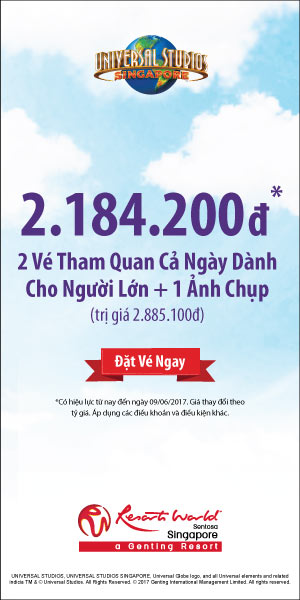 UNIVERSAL STUDIOS
SINGAPORE
2.184.200đ*
2 Vé Tham Quan Cả Ngày Dành
Cho Người Lớn + 1 Ảnh Chụp
(trị giá 2.885.100đ)
Đặt Vé Ngay
*Có hiệu lực từ nay đến ngày 09/06/2017. Giá thay đổi theo
tỷ giá. Áp dụng các điều khoản và điều kiện khác.
Resorts World
Sentosa
Singapore
a Genting Resort
UNIVERSAL, UNIVERSAL STUDIOS, UNIVERSAL STUDIOS SINGAPORE, Universal Globe logo, and all Universal elements and related
indicia TM & © Universal Studios. All Rights Reserved. © 2017 Genting International Management Limited. All rights reserved.